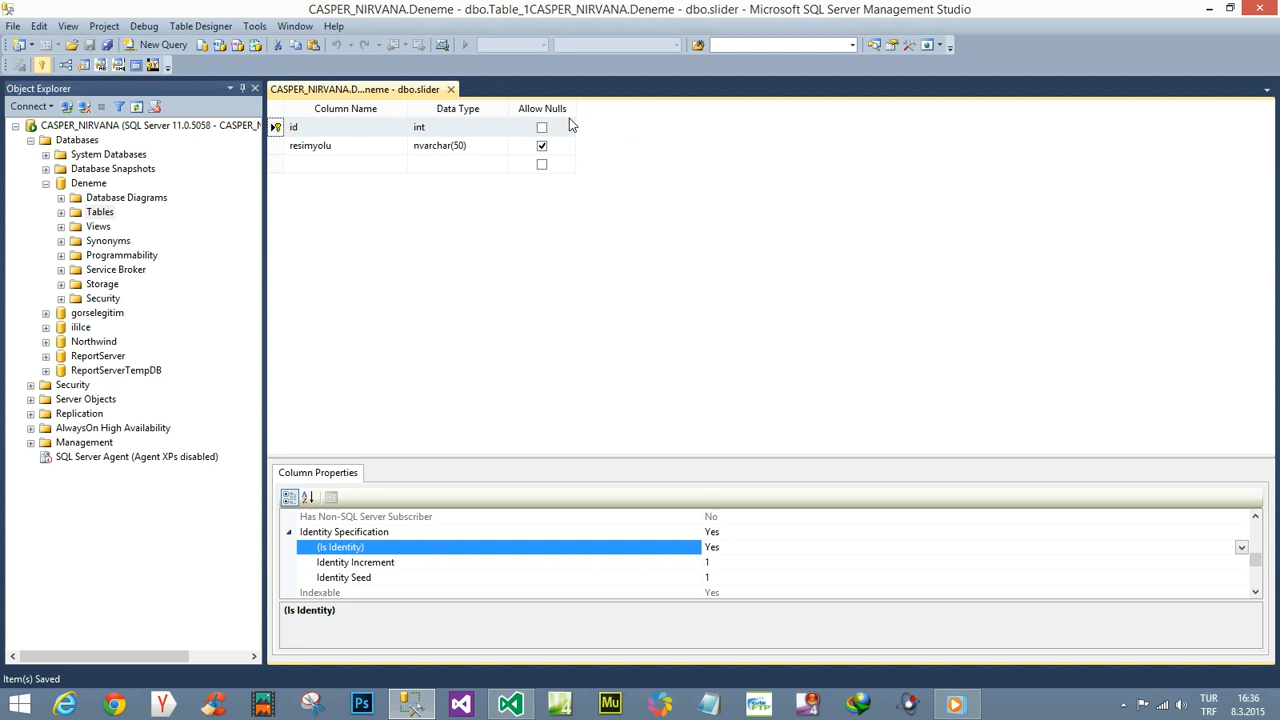 CASPER_NIRVANA.Deneme - dbo.Table_1CASPER_NIRVANA.Deneme - dbo.slider - Microsoft SQL Server Management Studio
File Edit View Project Debug Table Designer Tools Window Help
New Query
Object Explorer
CASPER_NIRVANA.D...neme - dbo.slider
Connect
Column Name Data Type Allow Nulls
CASPER_NIRVANA (SQL Server 11.0.5058 - CASPER_N
id int
Databases
resimyolu nvarchar(50)
System Databases
Database Snapshots
Deneme
Database Diagrams
Tables
Views
Synonyms
Programmability
Service Broker
Storage
Security
gorselegitim
ililce
Northwind
ReportServer
ReportServerTempDB
Security
Server Objects
Replication
AlwaysOn High Availability
Management
SQL Server Agent (Agent XPs disabled)
Column Properties
Has Non-SQL Server Subscriber No
Identity Specification Yes
(Is Identity) Yes
Identity Increment 1
Identity Seed 1
Indexable Yes
(Is Identity)
Item(s) Saved
Ps
Mu
TUR
TRF
16:36
8.3.2015